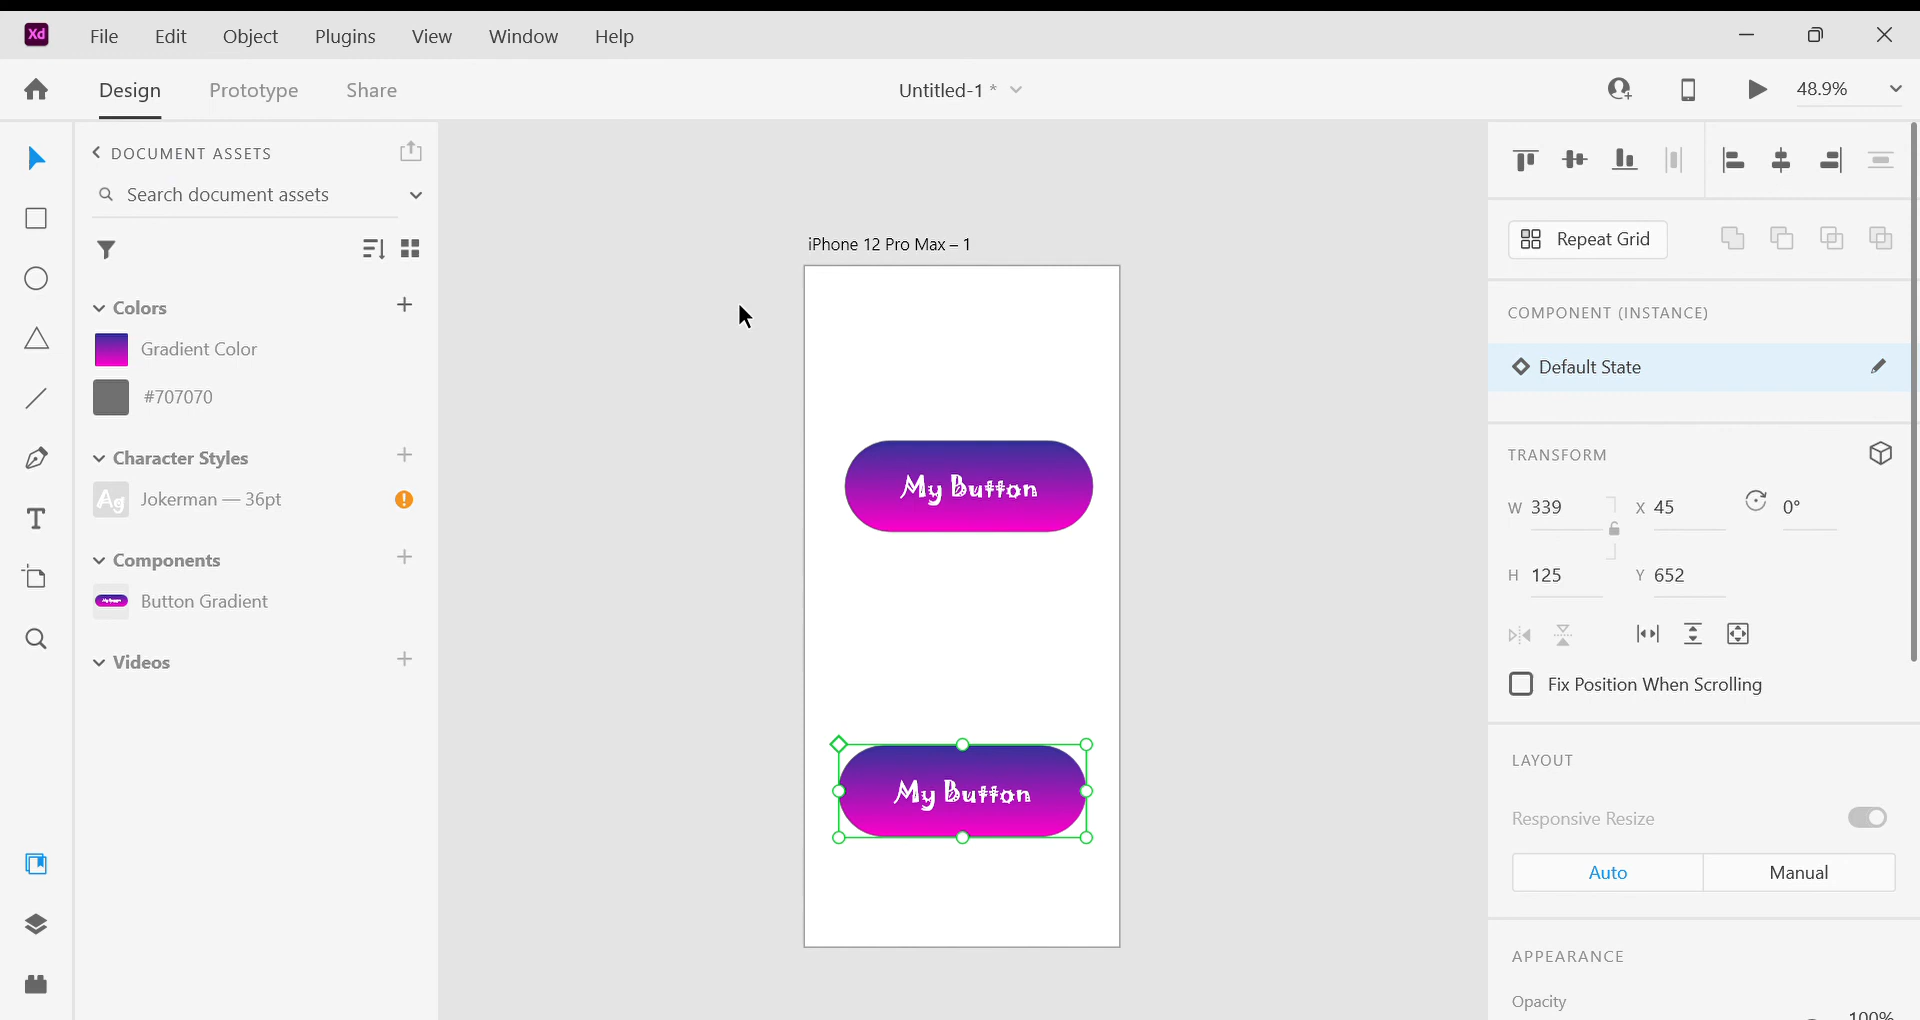 Xd File Edit Object Plugins View Window Help
Design Prototype Share Untitled-1 * 48.9%
DOCUMENT ASSETS
Search document assets
Colors
Gradient Color
#707070
Character Styles
Ag Jokerman — 36pt
Components
Button Gradient
Videos
T
iPhone 12 Pro Max – 1
My Button
My Button
Repeat Grid
COMPONENT (INSTANCE)
Default State
TRANSFORM
W 339 X 45 0°
H 125 Y 652
Fix Position When Scrolling
LAYOUT
Responsive Resize
Auto Manual
APPEARANCE
Opacity
100%